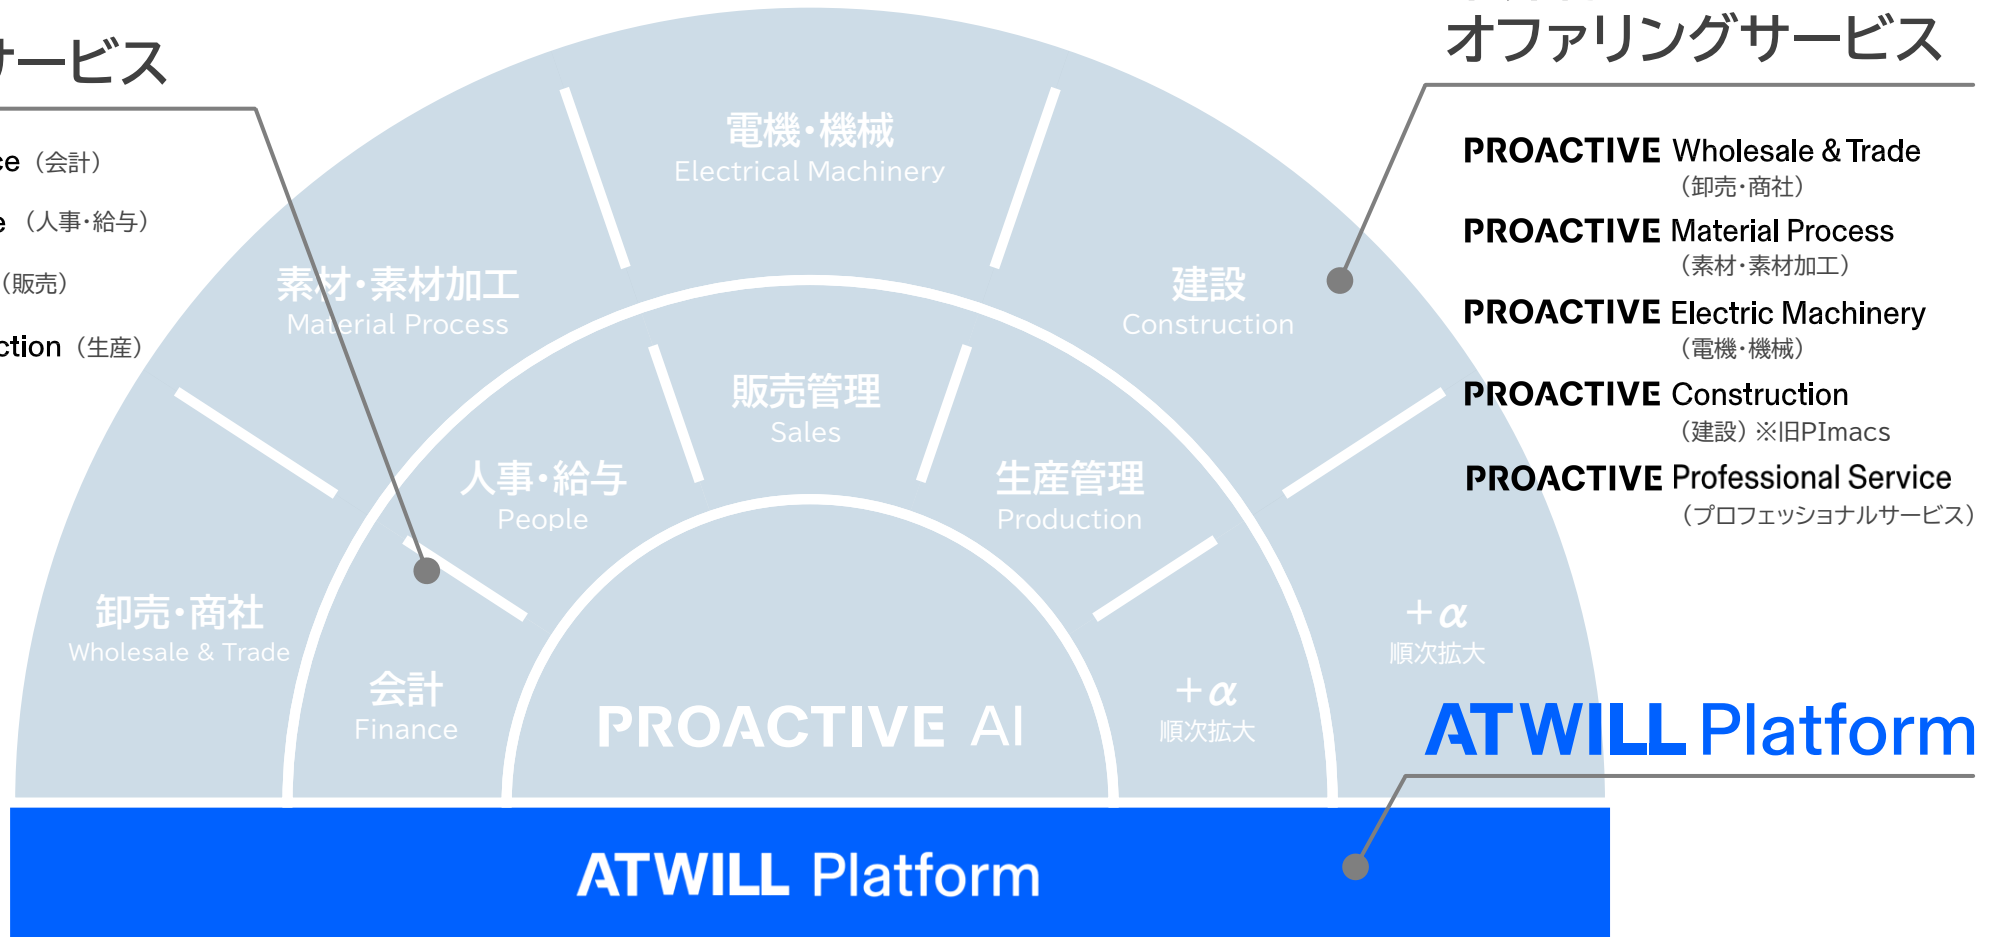 サービス
ce（会計）
e（人事・給与）
（販売）
ction（生産）
オファリングサービス
PROACTIVE Wholesale & Trade
（卸売・商社）
PROACTIVE Material Process
（素材・素材加工）
PROACTIVE Electric Machinery
（電機・機械）
PROACTIVE Construction
（建設）※旧PImacs
PROACTIVE Professional Service
（プロフェッショナルサービス）
電機・機械
Electrical Machinery
素材・素材加工
Material Process
建設
Construction
卸売・商社
Wholesale & Trade
+α
順次拡大
販売管理
Sales
人事・給与
People
生産管理
Production
会計
Finance
+α
順次拡大
PROACTIVE AI
ATWILL Platform
ATWILL Platform